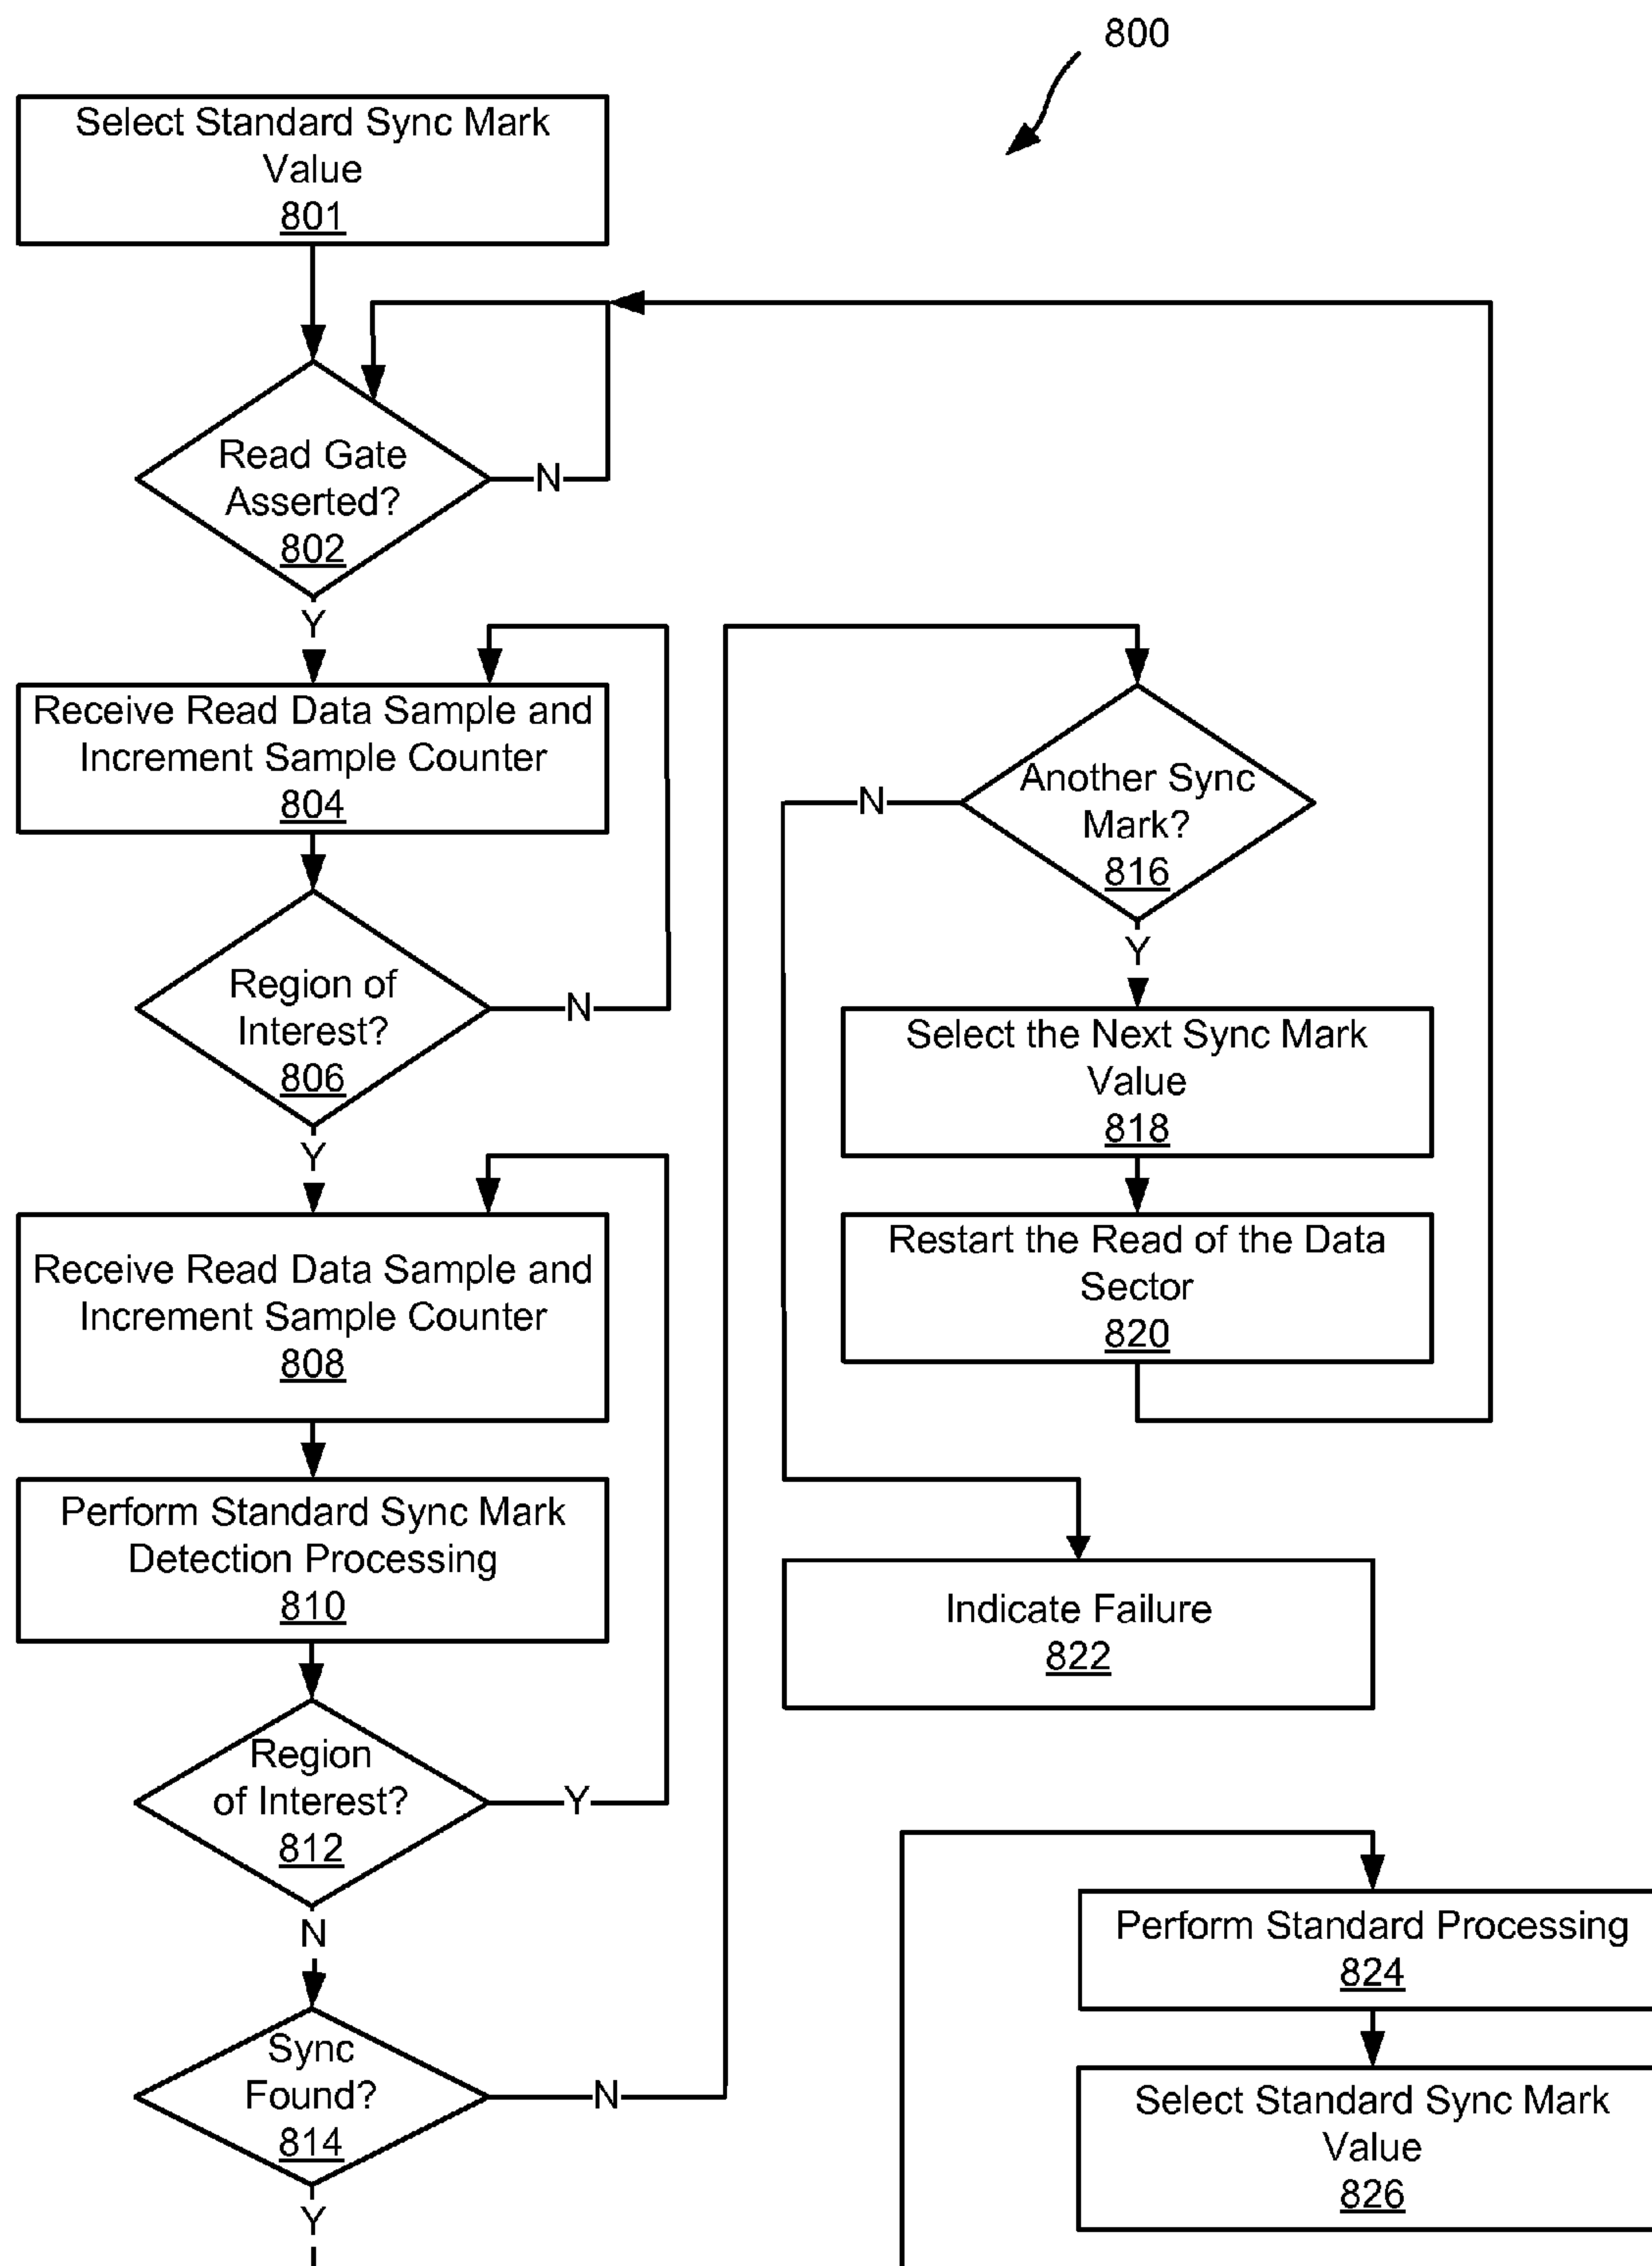 800
Select Standard Sync Mark
Value
801
Read Gate
Asserted?
802
N
Y
Receive Read Data Sample and
Increment Sample Counter
804
Region of
Interest?
806
N
Y
Receive Read Data Sample and
Increment Sample Counter
808
Perform Standard Sync Mark
Detection Processing
810
Region
of Interest?
812
Y
N
Sync
Found?
814
N
Y
Another Sync
Mark?
816
N
Y
Select the Next Sync Mark
Value
818
Restart the Read of the Data
Sector
820
Indicate Failure
822
Perform Standard Processing
824
Select Standard Sync Mark
Value
826